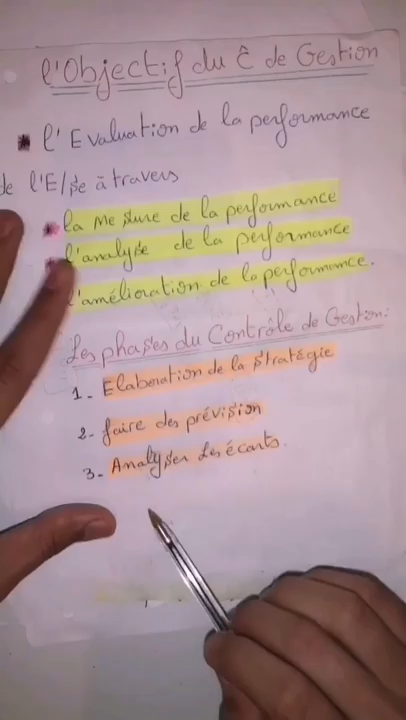 l'Objectif du Ĉ de Gestion
* l'Evaluation de la performance
de l'E/se à travers
* la Mesure de la performance
* l'analyse de la performance
l'amélioration de la performance.
Les phases du Contrôle de Gestion:
1. Elaboration de la stratégie
2. faire des prévision
3. Analyser les écarts.